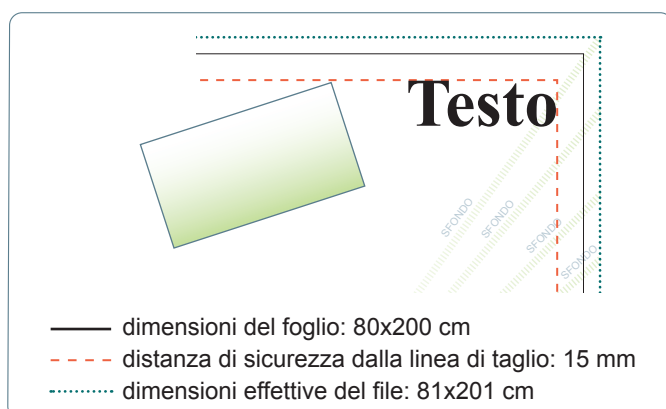 Testo
SFONDO
SFONDO
SFONDO
SFONDO
dimensioni del foglio: 80x200 cm
distanza di sicurezza dalla linea di taglio: 15 mm
dimensioni effettive del file: 81x201 cm